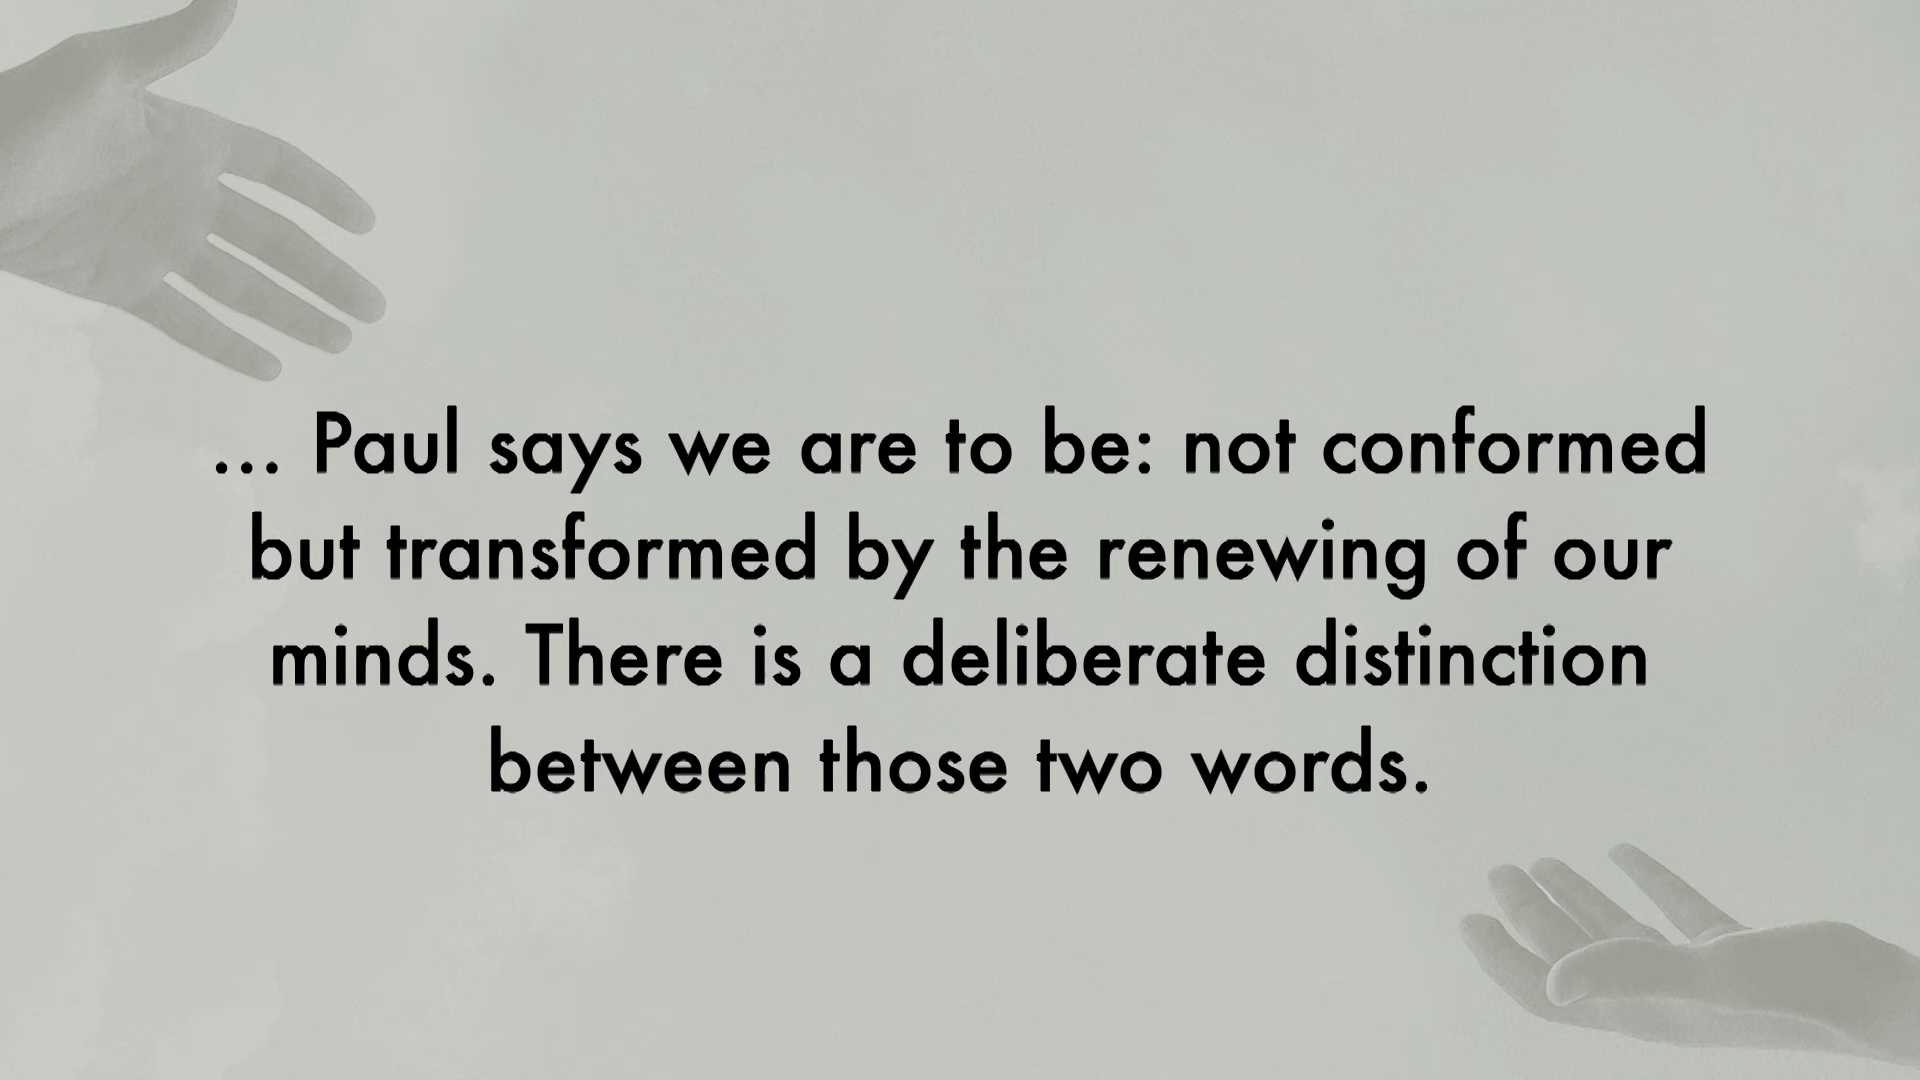 ... Paul says we are to be: not conformed
but transformed by the renewing of our
minds. There is a deliberate distinction
between those two words.